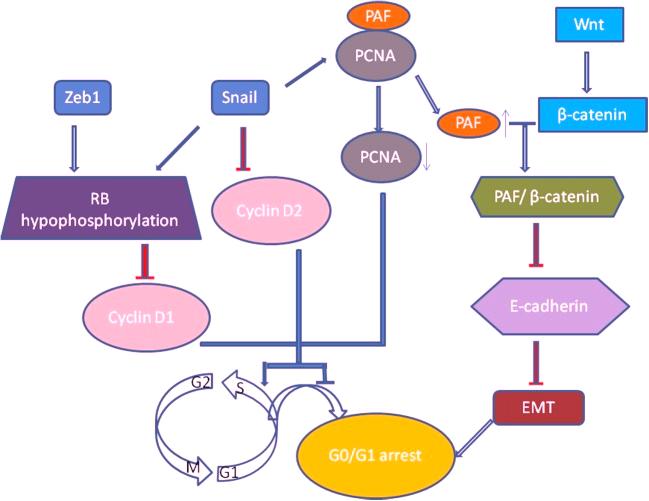 PAF
PCNA
Wnt
Zeb1
Snail
PAF
β-catenin
PCNA
RB
hypophosphorylation
Cyclin D2
PAF/ β-catenin
Cyclin D1
E-cadherin
G2
S
EMT
G0/G1 arrest
M
G1